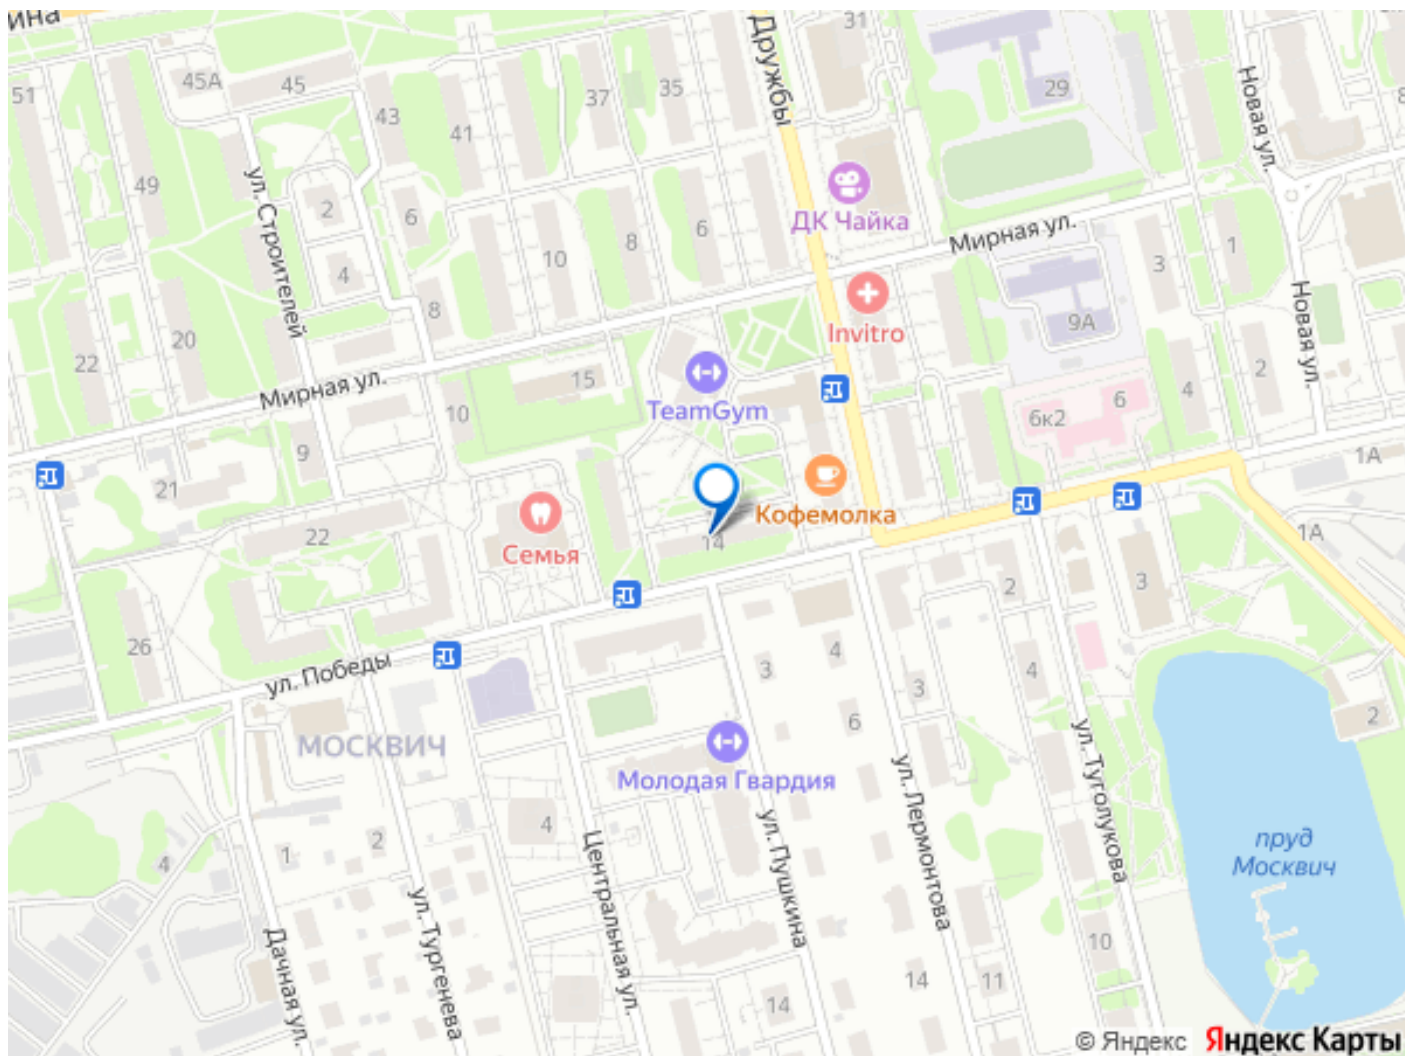 ина
45А
45
51
43
41
37
35
Дружбы
31
29
Новая ул.
8
49
ул. Строителей
2
6
10
8
6
ДК Чайка
Мирная ул.
1
3
4
8
Invitro
9А
Новая ул.
20
22
Мирная ул.
15
TeamGym
2
4
6
6к2
10
9
21
1А
1А
22
Семья
14
Кофемолка
2
3
26
ул. Победы
3
4
4
3
6
2
МОСКВИЧ
Молодая Гвардия
ул. Лермонтова
ул. Туголукова
ул. Пушкина
пруд
Москвич
4
2
1
4
Центральная ул.
ул. Тургенева
Дачная ул.
10
14
11
14
© Яндекс Яндекс Карты